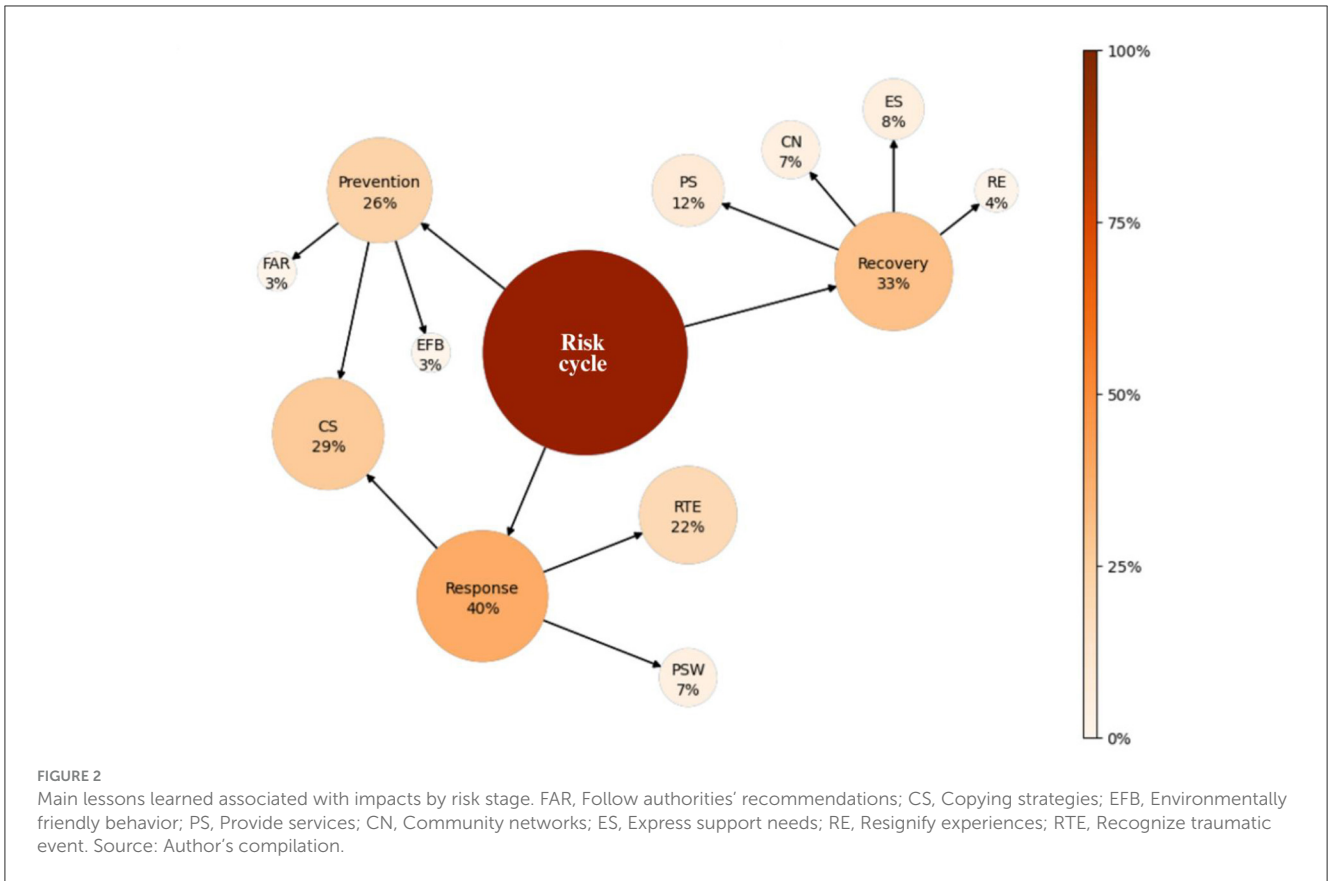 100%
ES
8%
CN
7%
Prevention
26%
PS
12%
RE
4%
75%
FAR
3%
Recovery
33%
EFB
3%
Risk
cycle
50%
CS
29%
RTE
22%
25%
Response
40%
PSW
7%
0%
FIGURE 2
Main lessons learned associated with impacts by risk stage. FAR, Follow authorities’ recommendations; CS, Copying strategies; EFB, Environmentally
friendly behavior; PS, Provide services; CN, Community networks; ES, Express support needs; RE, Resignify experiences; RTE, Recognize traumatic
event. Source: Author’s compilation.